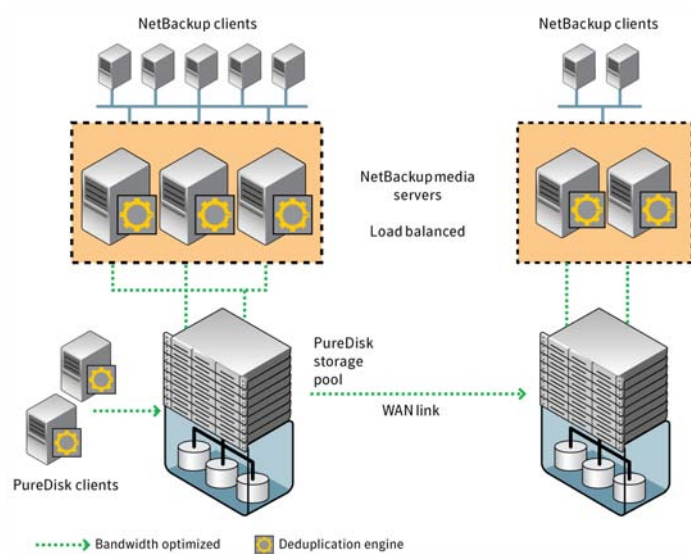 NetBackup clients
NetBackup clients
NetBackup media
servers
Load balanced
PureDisk
storage
pool
WAN link
PureDisk clients
Bandwidth optimized
Deduplication engine